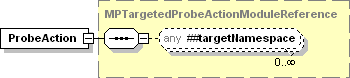 MPTargetedProbeActionModuleReference
ProbeAction
any ##targetNamespace
0..∞